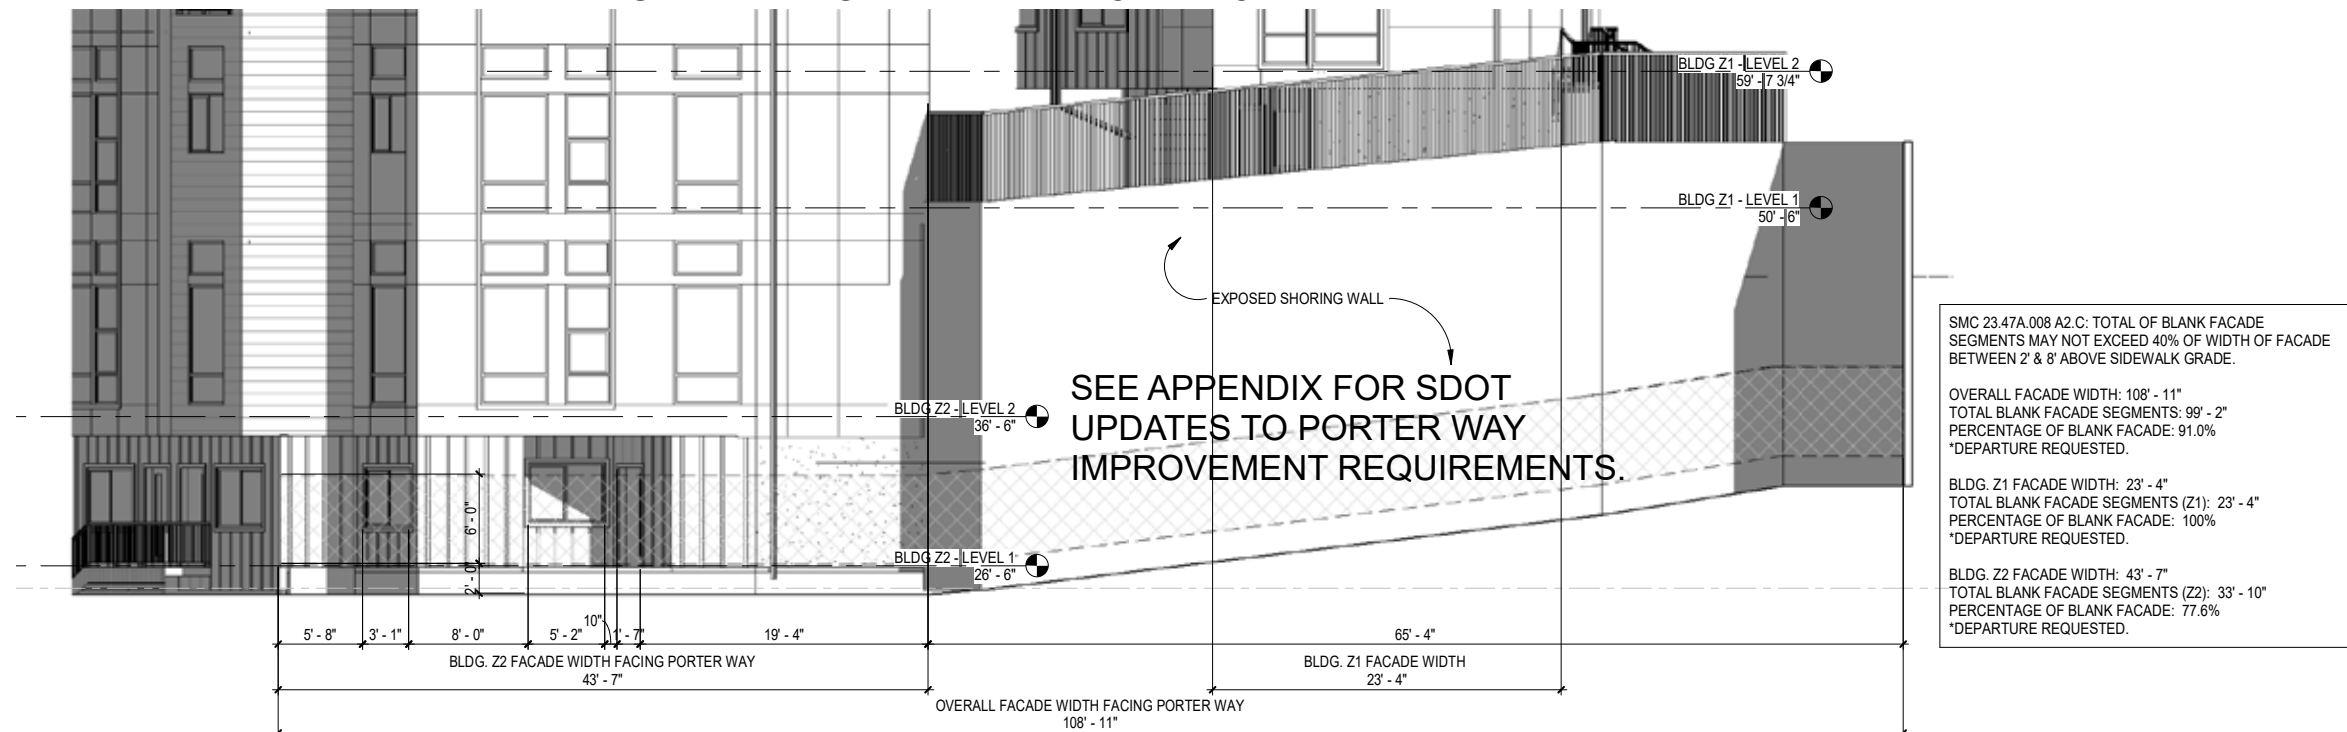 BLDG Z1 - LEVEL 2
59' - 7 3/4"
BLDG Z1 - LEVEL 1
50' - 6"
EXPOSED SHORING WALL
SEE APPENDIX FOR SDOT
UPDATES TO PORTER WAY
IMPROVEMENT REQUIREMENTS.
BLDG Z2 - LEVEL 2
36' - 6"
BLDG Z2 - LEVEL 1
26' - 6"
6' - 0"
2' - 0"
5' - 8"
3' - 1"
8' - 0"
5' - 2"
10"
1' - 7"
19' - 4"
65' - 4"
BLDG. Z2 FACADE WIDTH FACING PORTER WAY
43' - 7"
BLDG. Z1 FACADE WIDTH
23' - 4"
OVERALL FACADE WIDTH FACING PORTER WAY
108' - 11"
SMC 23.47A.008 A2.C: TOTAL OF BLANK FACADE
SEGMENTS MAY NOT EXCEED 40% OF WIDTH OF FACADE
BETWEEN 2' & 8' ABOVE SIDEWALK GRADE.
OVERALL FACADE WIDTH: 108' - 11"
TOTAL BLANK FACADE SEGMENTS: 99' - 2"
PERCENTAGE OF BLANK FACADE: 91.0%
*DEPARTURE REQUESTED.
BLDG. Z1 FACADE WIDTH: 23' - 4"
TOTAL BLANK FACADE SEGMENTS (Z1): 23' - 4"
PERCENTAGE OF BLANK FACADE: 100%
*DEPARTURE REQUESTED.
BLDG. Z2 FACADE WIDTH: 43' - 7"
TOTAL BLANK FACADE SEGMENTS (Z2): 33' - 10"
PERCENTAGE OF BLANK FACADE: 77.6%
*DEPARTURE REQUESTED.